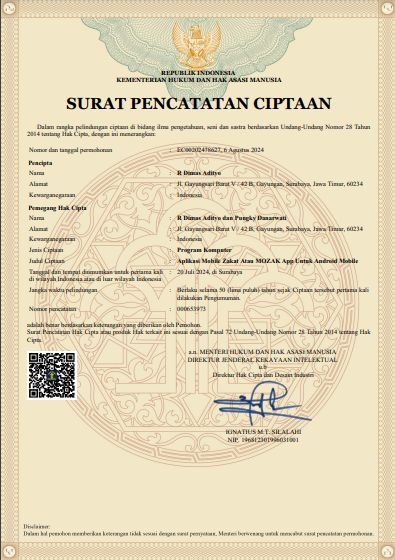 REPUBLIK INDONESIA
KEMENTERIAN HUKUM DAN HAK ASASI MANUSIA
SURAT PENCATATAN CIPTAAN
Dalam rangka pelindungan ciptaan di bidang ilmu pengetahuan, seni dan sastra berdasarkan Undang-Undang Nomor 28 Tahun
2014 tentang Hak Cipta, dengan ini menerangkan:
Nomor dan tanggal permohonan : EC00202478627, 6 Agustus 2024
Pencipta
Nama : R Dimas Adityo
Alamat : Jl. Gayungsari Barat V / 42 B, Gayungan, Surabaya, Jawa Timur, 60234
Kewarganegaraan : Indonesia
Pemegang Hak Cipta
Nama : R Dimas Adityo dan Pungky Danarwati
Alamat : Jl. Gayungsari Barat V / 42 B, Gayungan, Surabaya, Jawa Timur, 60234
Kewarganegaraan : Indonesia
Jenis Ciptaan : Program Komputer
Judul Ciptaan : Aplikasi Mobile Zakat Atau MOZAK App Untuk Android Mobile
Tanggal dan tempat diumumkan untuk pertama kali : 20 Juli 2024, di Surabaya
di wilayah Indonesia atau di luar wilayah Indonesia
Jangka waktu pelindungan : Berlaku selama 50 (lima puluh) tahun sejak Ciptaan tersebut pertama kali
dilakukan Pengumuman.
Nomor pencatatan : 000653973
adalah benar berdasarkan keterangan yang diberikan oleh Pemohon.
Surat Pencatatan Hak Cipta atau produk Hak terkait ini sesuai dengan Pasal 72 Undang-Undang Nomor 28 Tahun 2014 tentang Hak
Cipta.
a.n. MENTERI HUKUM DAN HAK ASASI MANUSIA
DIREKTUR JENDERAL KEKAYAAN INTELEKTUAL
u.b
Direktur Hak Cipta dan Desain Industri
IGNATIUS M.T. SILALAHI
NIP. 196812301996031001
Disclaimer:
Dalam hal pemohon memberikan keterangan tidak sesuai dengan surat pernyataan, Menteri berwenang untuk mencabut surat pencatatan permohonan.